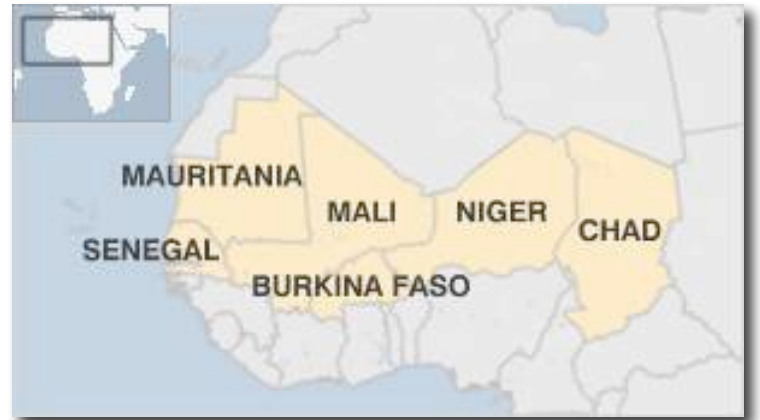 MAURITANIA
MALI
NIGER
CHAD
SENEGAL
BURKINA FASO